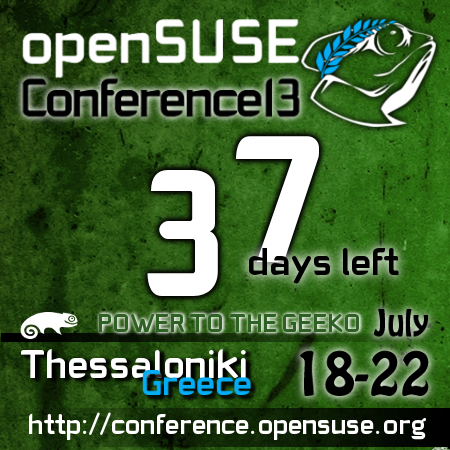 openSUSE
Conference13
37
days left
POWER TO THE GEEKO July
Thessaloniki
Greece
18-22
http://conference.opensuse.org